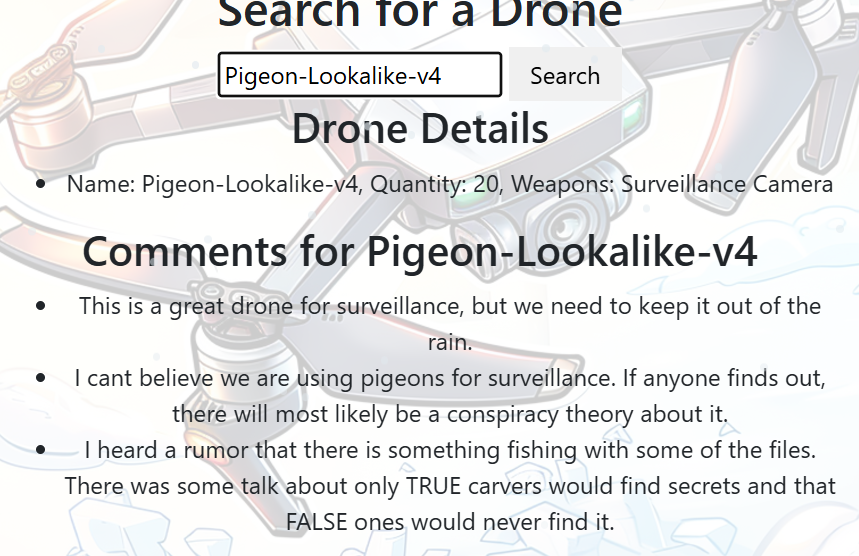 Search for a Drone
Pigeon-Lookalike-v4 Search
Drone Details
• Name: Pigeon-Lookalike-v4, Quantity: 20, Weapons: Surveillance Camera
Comments for Pigeon-Lookalike-v4
• This is a great drone for surveillance, but we need to keep it out of the
rain.
• I cant believe we are using pigeons for surveillance. If anyone finds out,
there will most likely be a conspiracy theory about it.
• I heard a rumor that there is something fishing with some of the files.
There was some talk about only TRUE carvers would find secrets and that
FALSE ones would never find it.